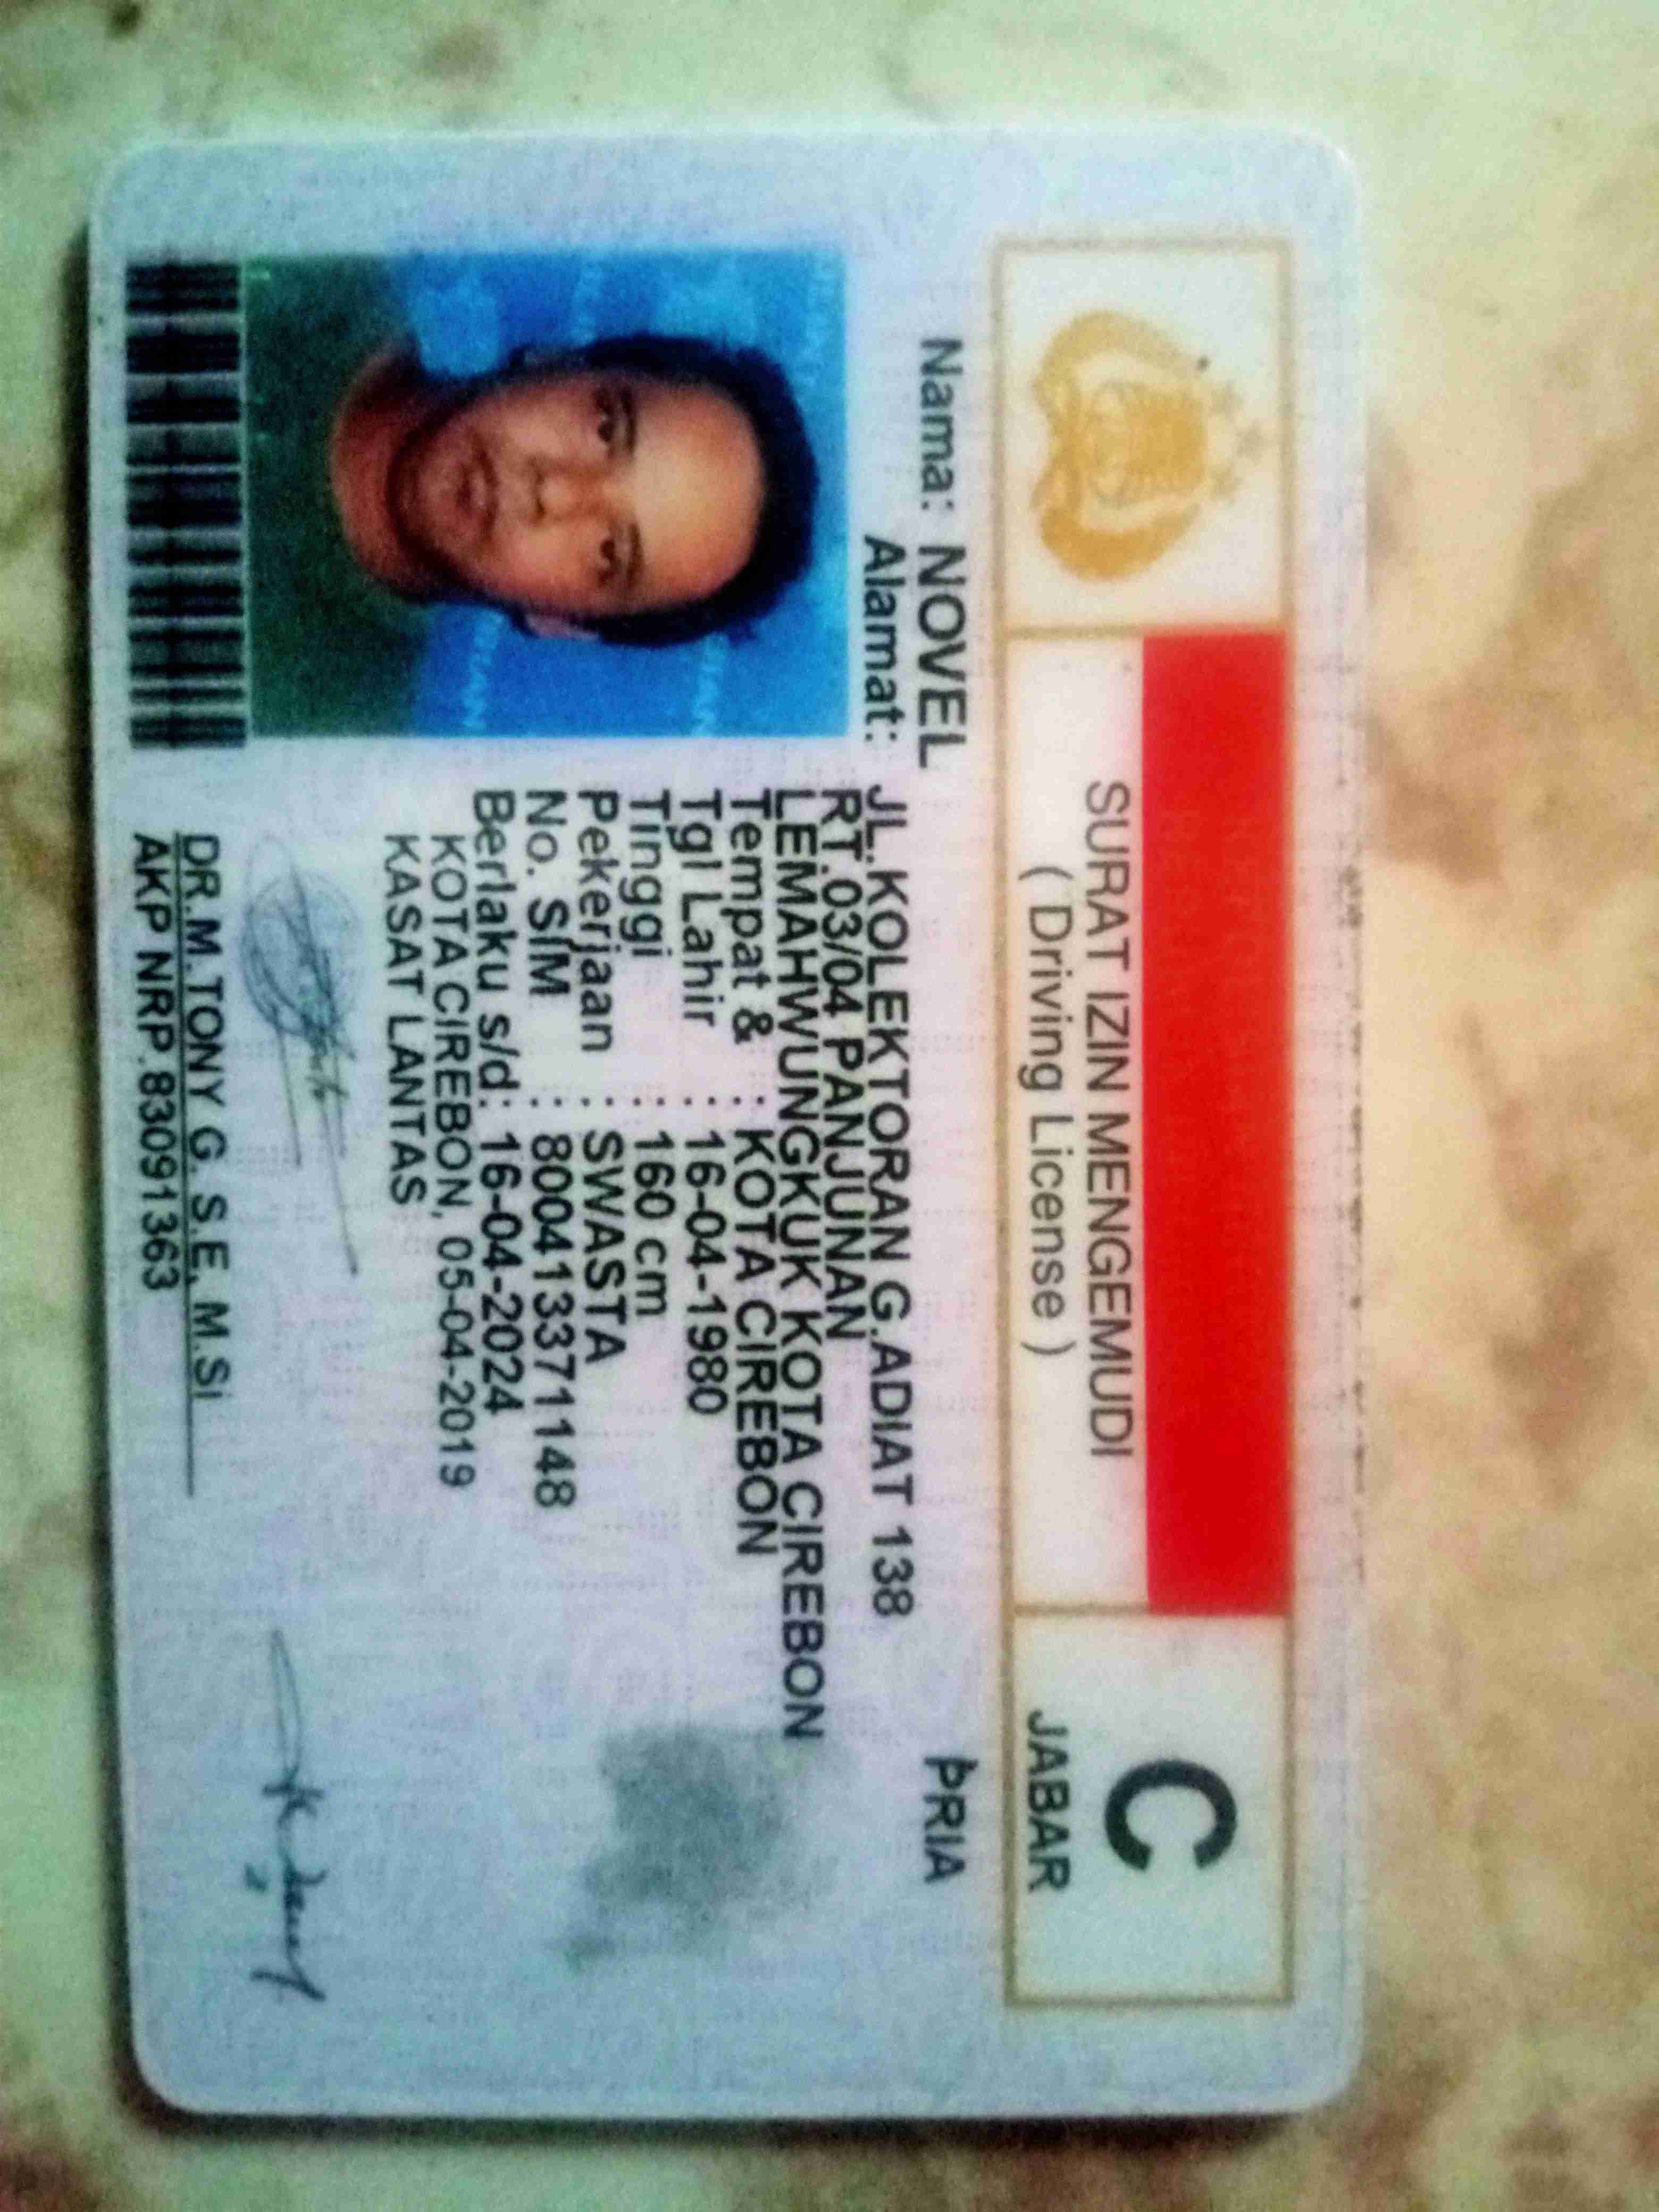 SURAT IZIN MENGEMUDI
( Driving License )
C
JABAR
Nama: NOVEL
PRIA
Alamat:
JL.KOLEKTORAN G.ADIAT 138
RT.03/04 PANJUNAN
LEMAHWUNGKUK KOTA CIREBON
Tempat & : KOTA CIREBON
Tgl Lahir : 16-04-1980
Tinggi : 160 cm
Pekerjaan : SWASTA
No. SIM : 800413371148
Berlaku s/d: 16-04-2024
KOTA CIREBON, 05-04-2019
KASAT LANTAS
DR.M.TONY G. S.E, M.Si
AKP NRP.83091363